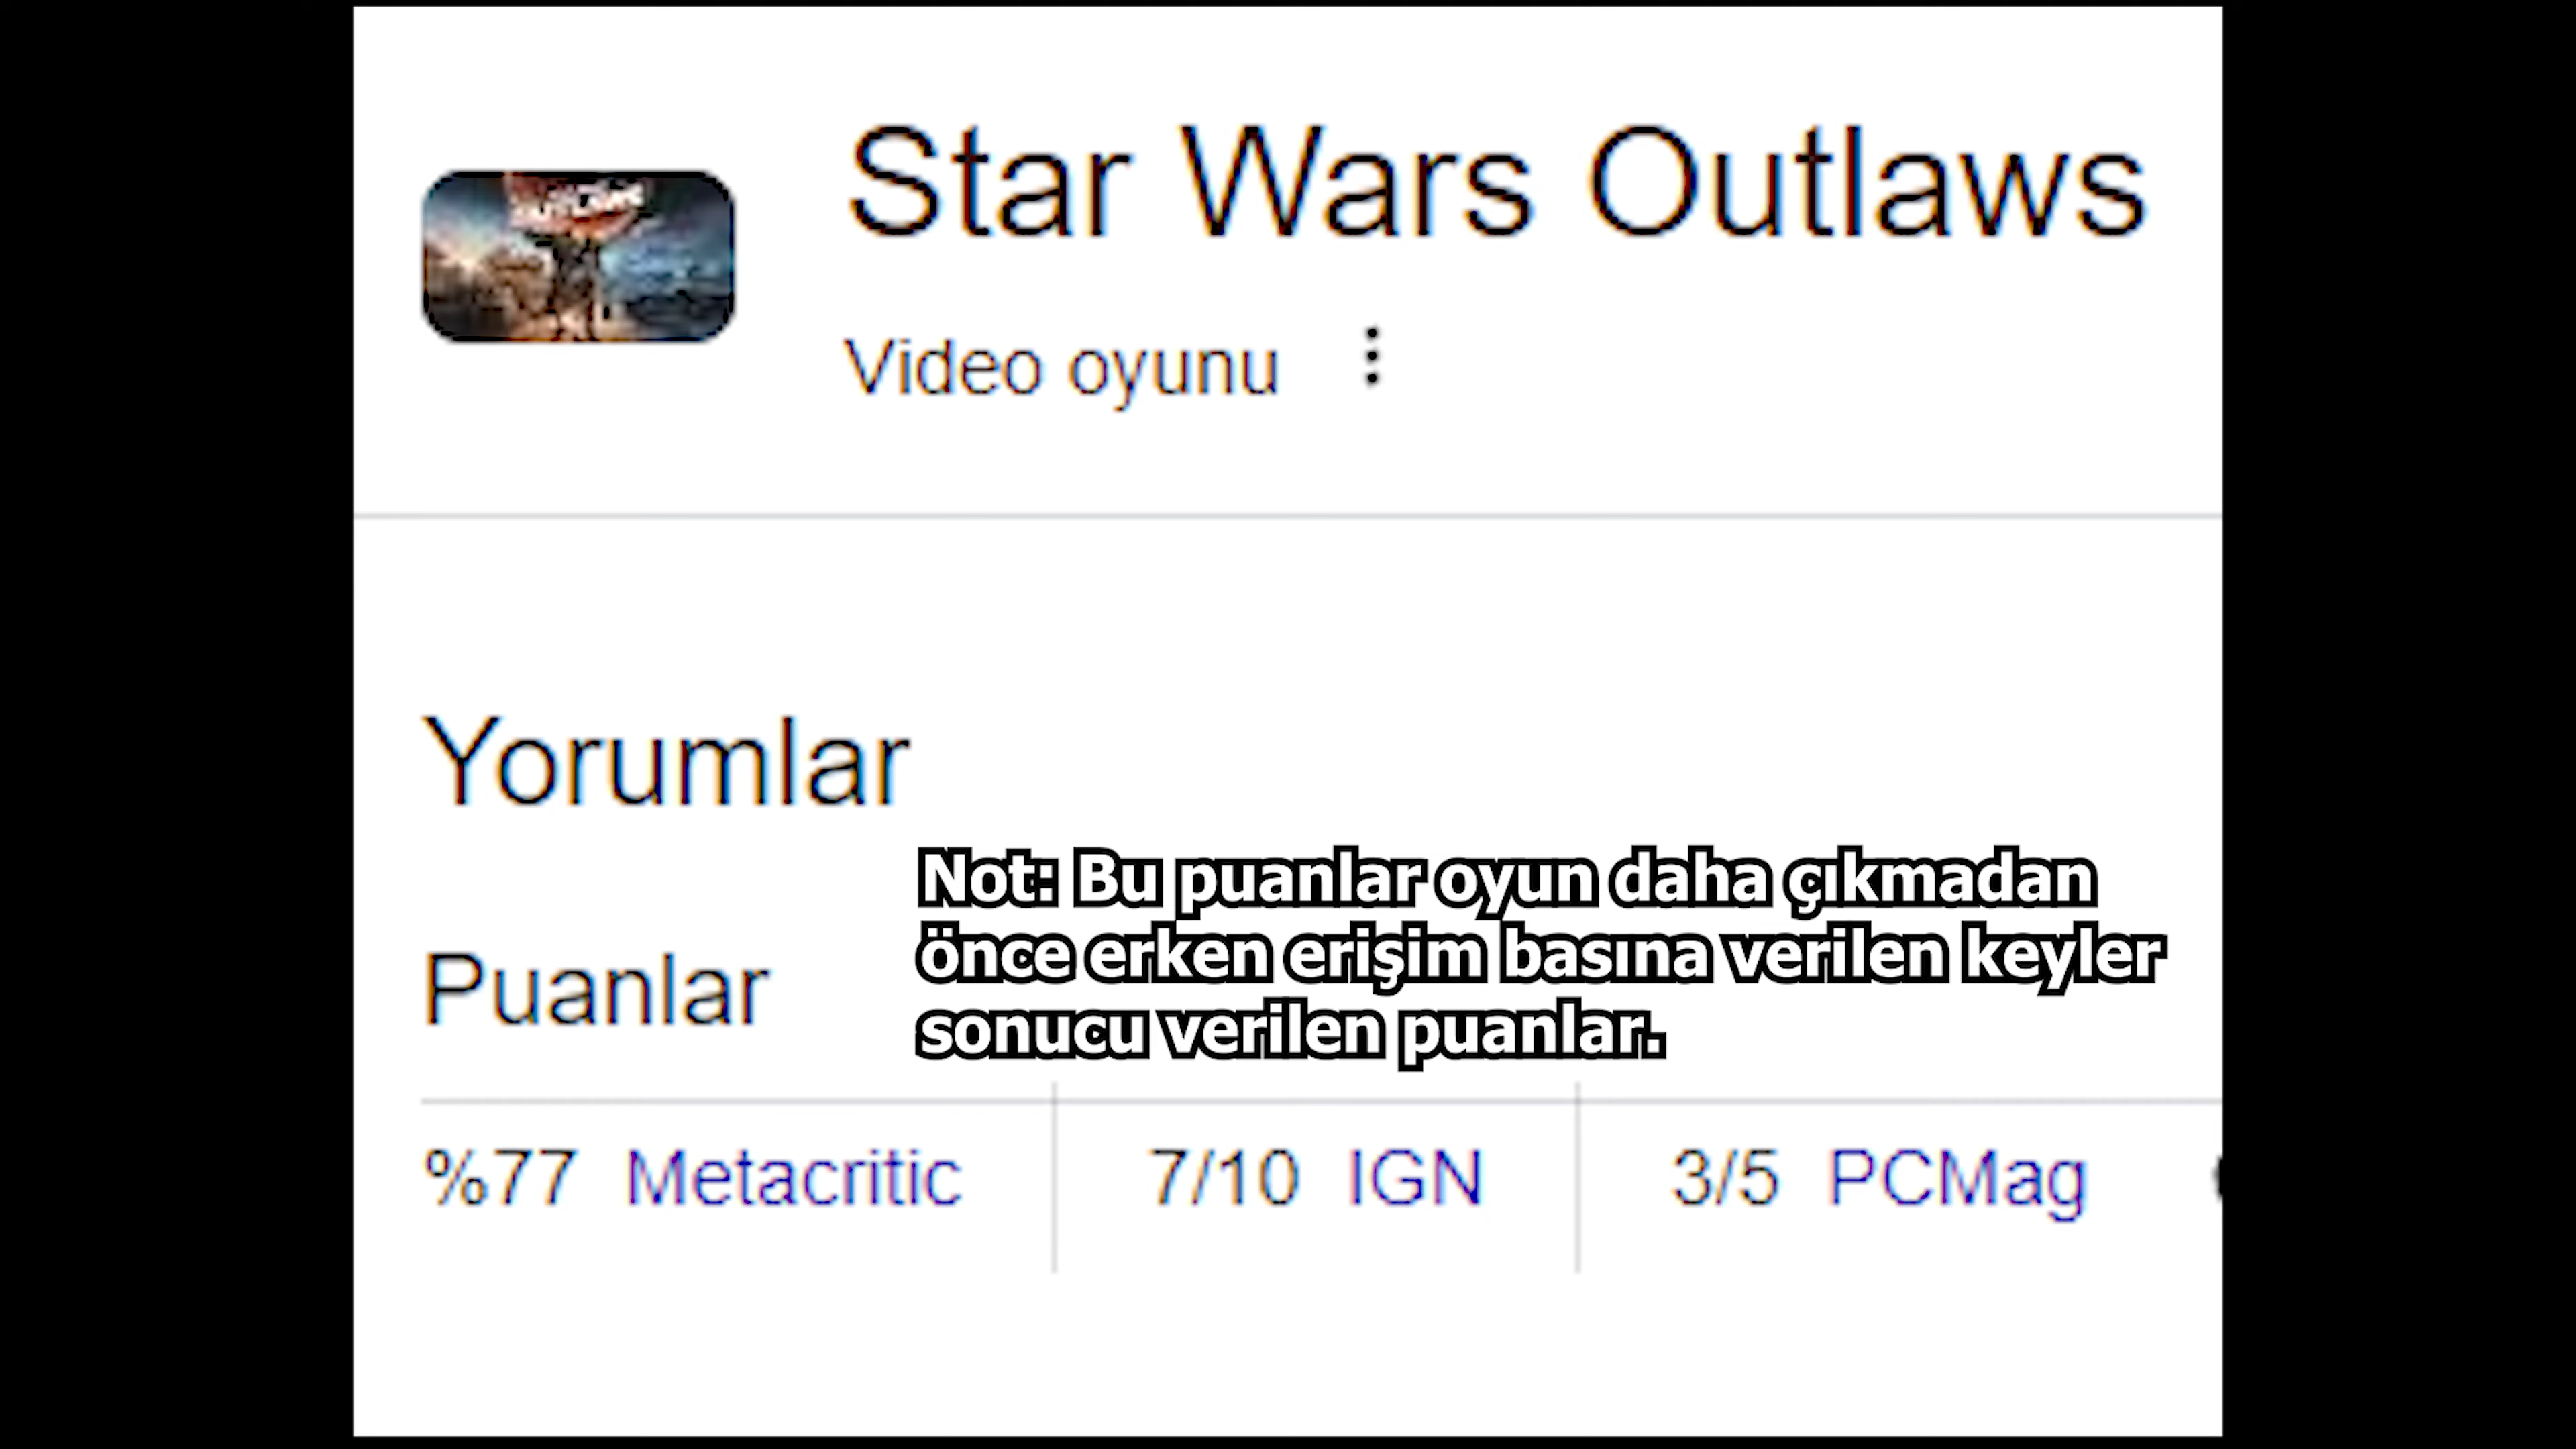 Star Wars Outlaws
Video oyunu
Yorumlar
Not: Bu puanlar oyun daha çıkmadan
önce erken erişim basına verilen keyler
sonucu verilen puanlar.
Puanlar
%77 Metacritic
7/10 IGN
3/5 PCMag